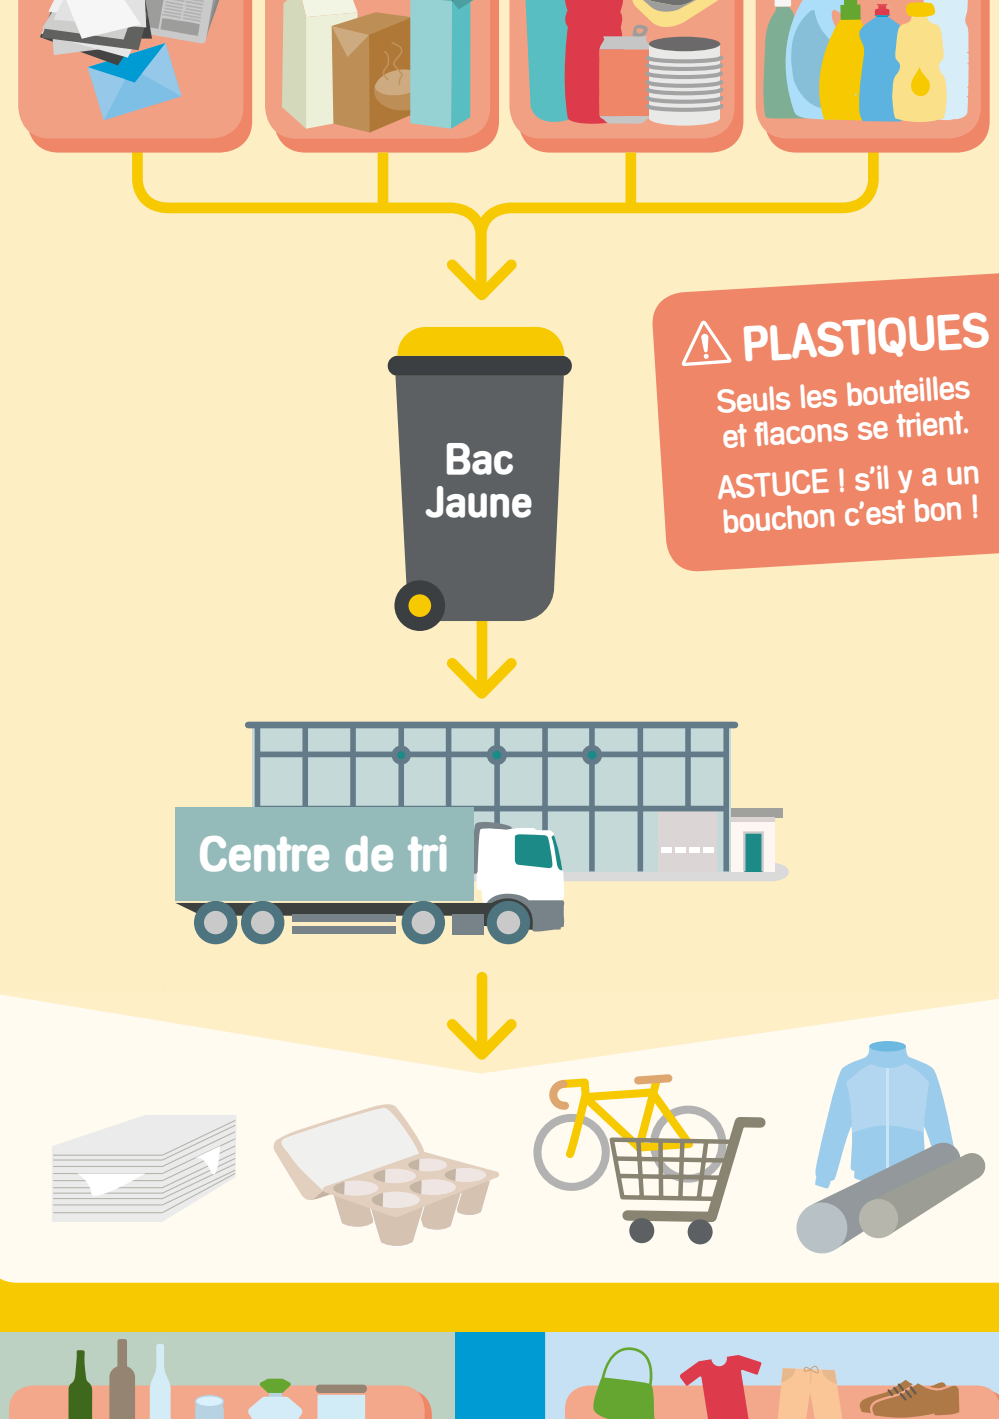 PLASTIQUES
Seuls les bouteilles
et flacons se trient.
ASTUCE ! s'il y a un
bouchon c'est bon !
Bac
Jaune
Centre de tri